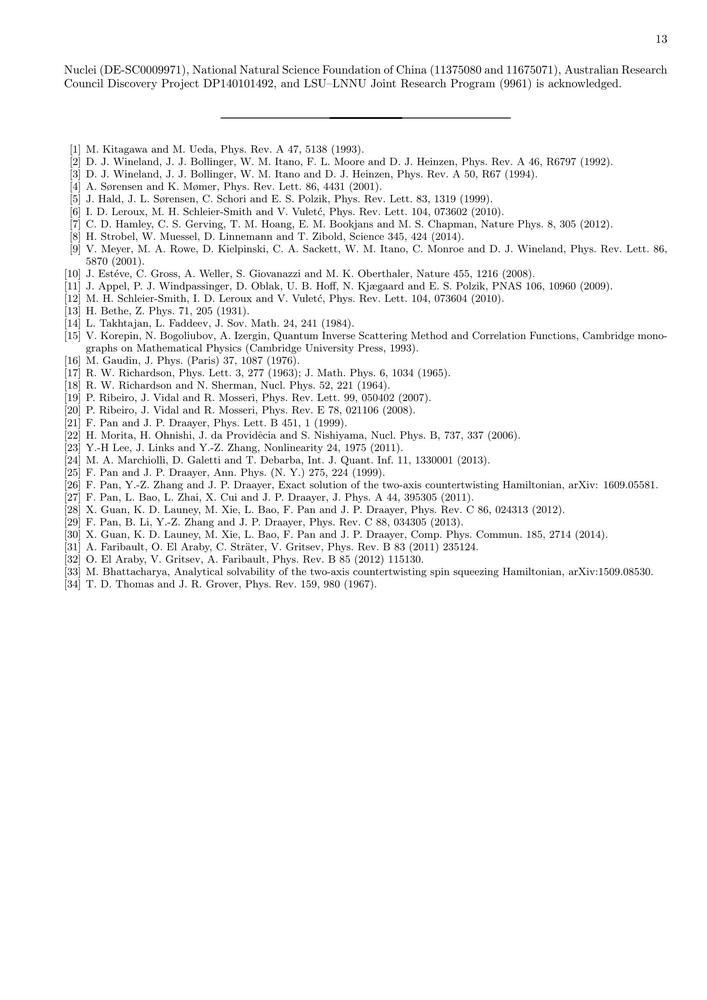 13
Nuclei (DE-SC0009971), National Natural Science Foundation of China (11375080 and 11675071), Australian Research
Council Discovery Project DP140101492, and LSU–LNNU Joint Research Program (9961) is acknowledged.
[1] M. Kitagawa and M. Ueda, Phys. Rev. A 47, 5138 (1993).
[2] D. J. Wineland, J. J. Bollinger, W. M. Itano, F. L. Moore and D. J. Heinzen, Phys. Rev. A 46, R6797 (1992).
[3] D. J. Wineland, J. J. Bollinger, W. M. Itano and D. J. Heinzen, Phys. Rev. A 50, R67 (1994).
[4] A. Sørensen and K. Mømer, Phys. Rev. Lett. 86, 4431 (2001).
[5] J. Hald, J. L. Sørensen, C. Schori and E. S. Polzik, Phys. Rev. Lett. 83, 1319 (1999).
[6] I. D. Leroux, M. H. Schleier-Smith and V. Vuletć, Phys. Rev. Lett. 104, 073602 (2010).
[7] C. D. Hamley, C. S. Gerving, T. M. Hoang, E. M. Bookjans and M. S. Chapman, Nature Phys. 8, 305 (2012).
[8] H. Strobel, W. Muessel, D. Linnemann and T. Zibold, Science 345, 424 (2014).
[9] V. Meyer, M. A. Rowe, D. Kielpinski, C. A. Sackett, W. M. Itano, C. Monroe and D. J. Wineland, Phys. Rev. Lett. 86,
5870 (2001).
[10] J. Estéve, C. Gross, A. Weller, S. Giovanazzi and M. K. Oberthaler, Nature 455, 1216 (2008).
[11] J. Appel, P. J. Windpassinger, D. Oblak, U. B. Hoff, N. Kjægaard and E. S. Polzik, PNAS 106, 10960 (2009).
[12] M. H. Schleier-Smith, I. D. Leroux and V. Vuletć, Phys. Rev. Lett. 104, 073604 (2010).
[13] H. Bethe, Z. Phys. 71, 205 (1931).
[14] L. Takhtajan, L. Faddeev, J. Sov. Math. 24, 241 (1984).
[15] V. Korepin, N. Bogoliubov, A. Izergin, Quantum Inverse Scattering Method and Correlation Functions, Cambridge mono-
graphs on Mathematical Physics (Cambridge University Press, 1993).
[16] M. Gaudin, J. Phys. (Paris) 37, 1087 (1976).
[17] R. W. Richardson, Phys. Lett. 3, 277 (1963); J. Math. Phys. 6, 1034 (1965).
[18] R. W. Richardson and N. Sherman, Nucl. Phys. 52, 221 (1964).
[19] P. Ribeiro, J. Vidal and R. Mosseri, Phys. Rev. Lett. 99, 050402 (2007).
[20] P. Ribeiro, J. Vidal and R. Mosseri, Phys. Rev. E 78, 021106 (2008).
[21] F. Pan and J. P. Draayer, Phys. Lett. B 451, 1 (1999).
[22] H. Morita, H. Ohnishi, J. da Providêcia and S. Nishiyama, Nucl. Phys. B, 737, 337 (2006).
[23] Y.-H Lee, J. Links and Y.-Z. Zhang, Nonlinearity 24, 1975 (2011).
[24] M. A. Marchiolli, D. Galetti and T. Debarba, Int. J. Quant. Inf. 11, 1330001 (2013).
[25] F. Pan and J. P. Draayer, Ann. Phys. (N. Y.) 275, 224 (1999).
[26] F. Pan, Y.-Z. Zhang and J. P. Draayer, Exact solution of the two-axis countertwisting Hamiltonian, arXiv: 1609.05581.
[27] F. Pan, L. Bao, L. Zhai, X. Cui and J. P. Draayer, J. Phys. A 44, 395305 (2011).
[28] X. Guan, K. D. Launey, M. Xie, L. Bao, F. Pan and J. P. Draayer, Phys. Rev. C 86, 024313 (2012).
[29] F. Pan, B. Li, Y.-Z. Zhang and J. P. Draayer, Phys. Rev. C 88, 034305 (2013).
[30] X. Guan, K. D. Launey, M. Xie, L. Bao, F. Pan and J. P. Draayer, Comp. Phys. Commun. 185, 2714 (2014).
[31] A. Faribault, O. El Araby, C. Sträter, V. Gritsev, Phys. Rev. B 83 (2011) 235124.
[32] O. El Araby, V. Gritsev, A. Faribault, Phys. Rev. B 85 (2012) 115130.
[33] M. Bhattacharya, Analytical solvability of the two-axis countertwisting spin squeezing Hamiltonian, arXiv:1509.08530.
[34] T. D. Thomas and J. R. Grover, Phys. Rev. 159, 980 (1967).